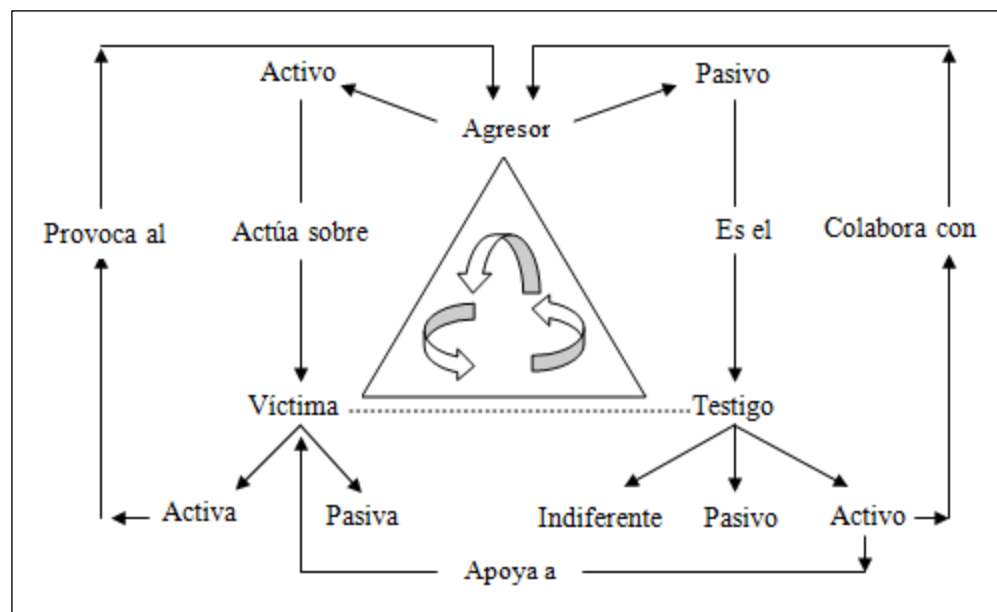 Activo
Pasivo
Agresor
Provoca al
Actúa sobre
Es el
Colabora con
Víctima
Testigo
Activa
Pasiva
Indiferente
Pasivo
Activo
Apoya a